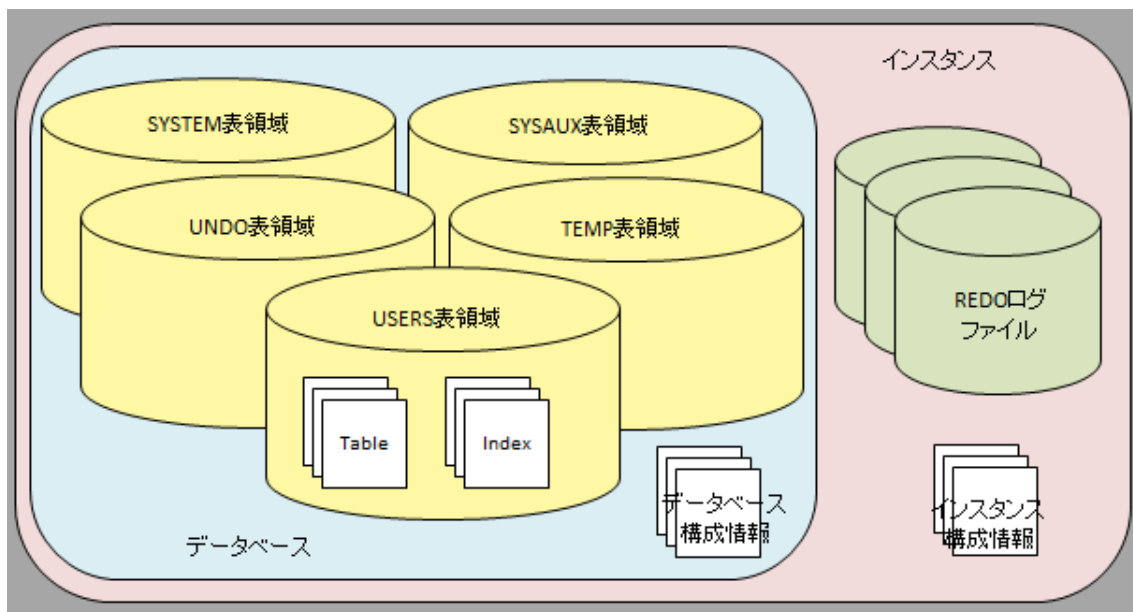 インスタンス
SYSTEM表領域
SYSAUX表領域
UNDO表領域
TEMP表領域
USERS表領域
REDOログ
ファイル
Table
Index
データベース
構成情報
インスタンス
構成情報
データベース